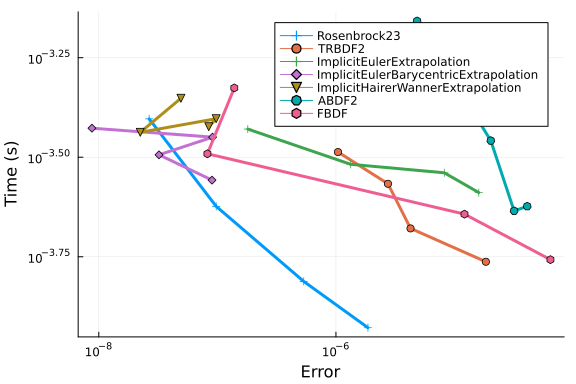 10^-3.25
10^-3.50
10^-3.75
Time (s)
Rosenbrock23
TRBDF2
ImplicitEulerExtrapolation
ImplicitEulerBarycentricExtrapolation
ImplicitHairerWannerExtrapolation
ABDF2
FBDF
10^-8
10^-6
Error